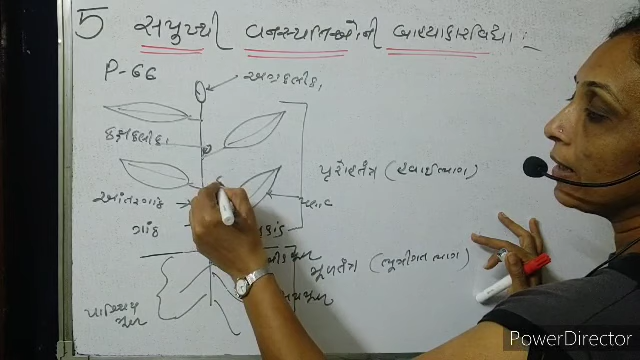 5 સપુષ્પી વનસ્પતિઓની બાહ્યાકારવિદ્યા :-
P-66
અગ્રકલીકા
કક્ષકલીકા
પ્રરોહતંત્ર (હવાઈભાગ)
આંતરગાંઠ
પર્ણ
ગાંઠ
મૂળતંત્ર (ભૂમીગત ભાગ)
પાર્શ્વિય
મૂળ
PowerDirector